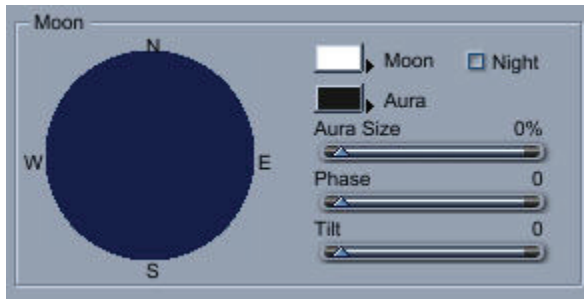 Moon
N
Moon
Night
Aura
Aura Size 0%
W
E
Phase 0
Tilt 0
S